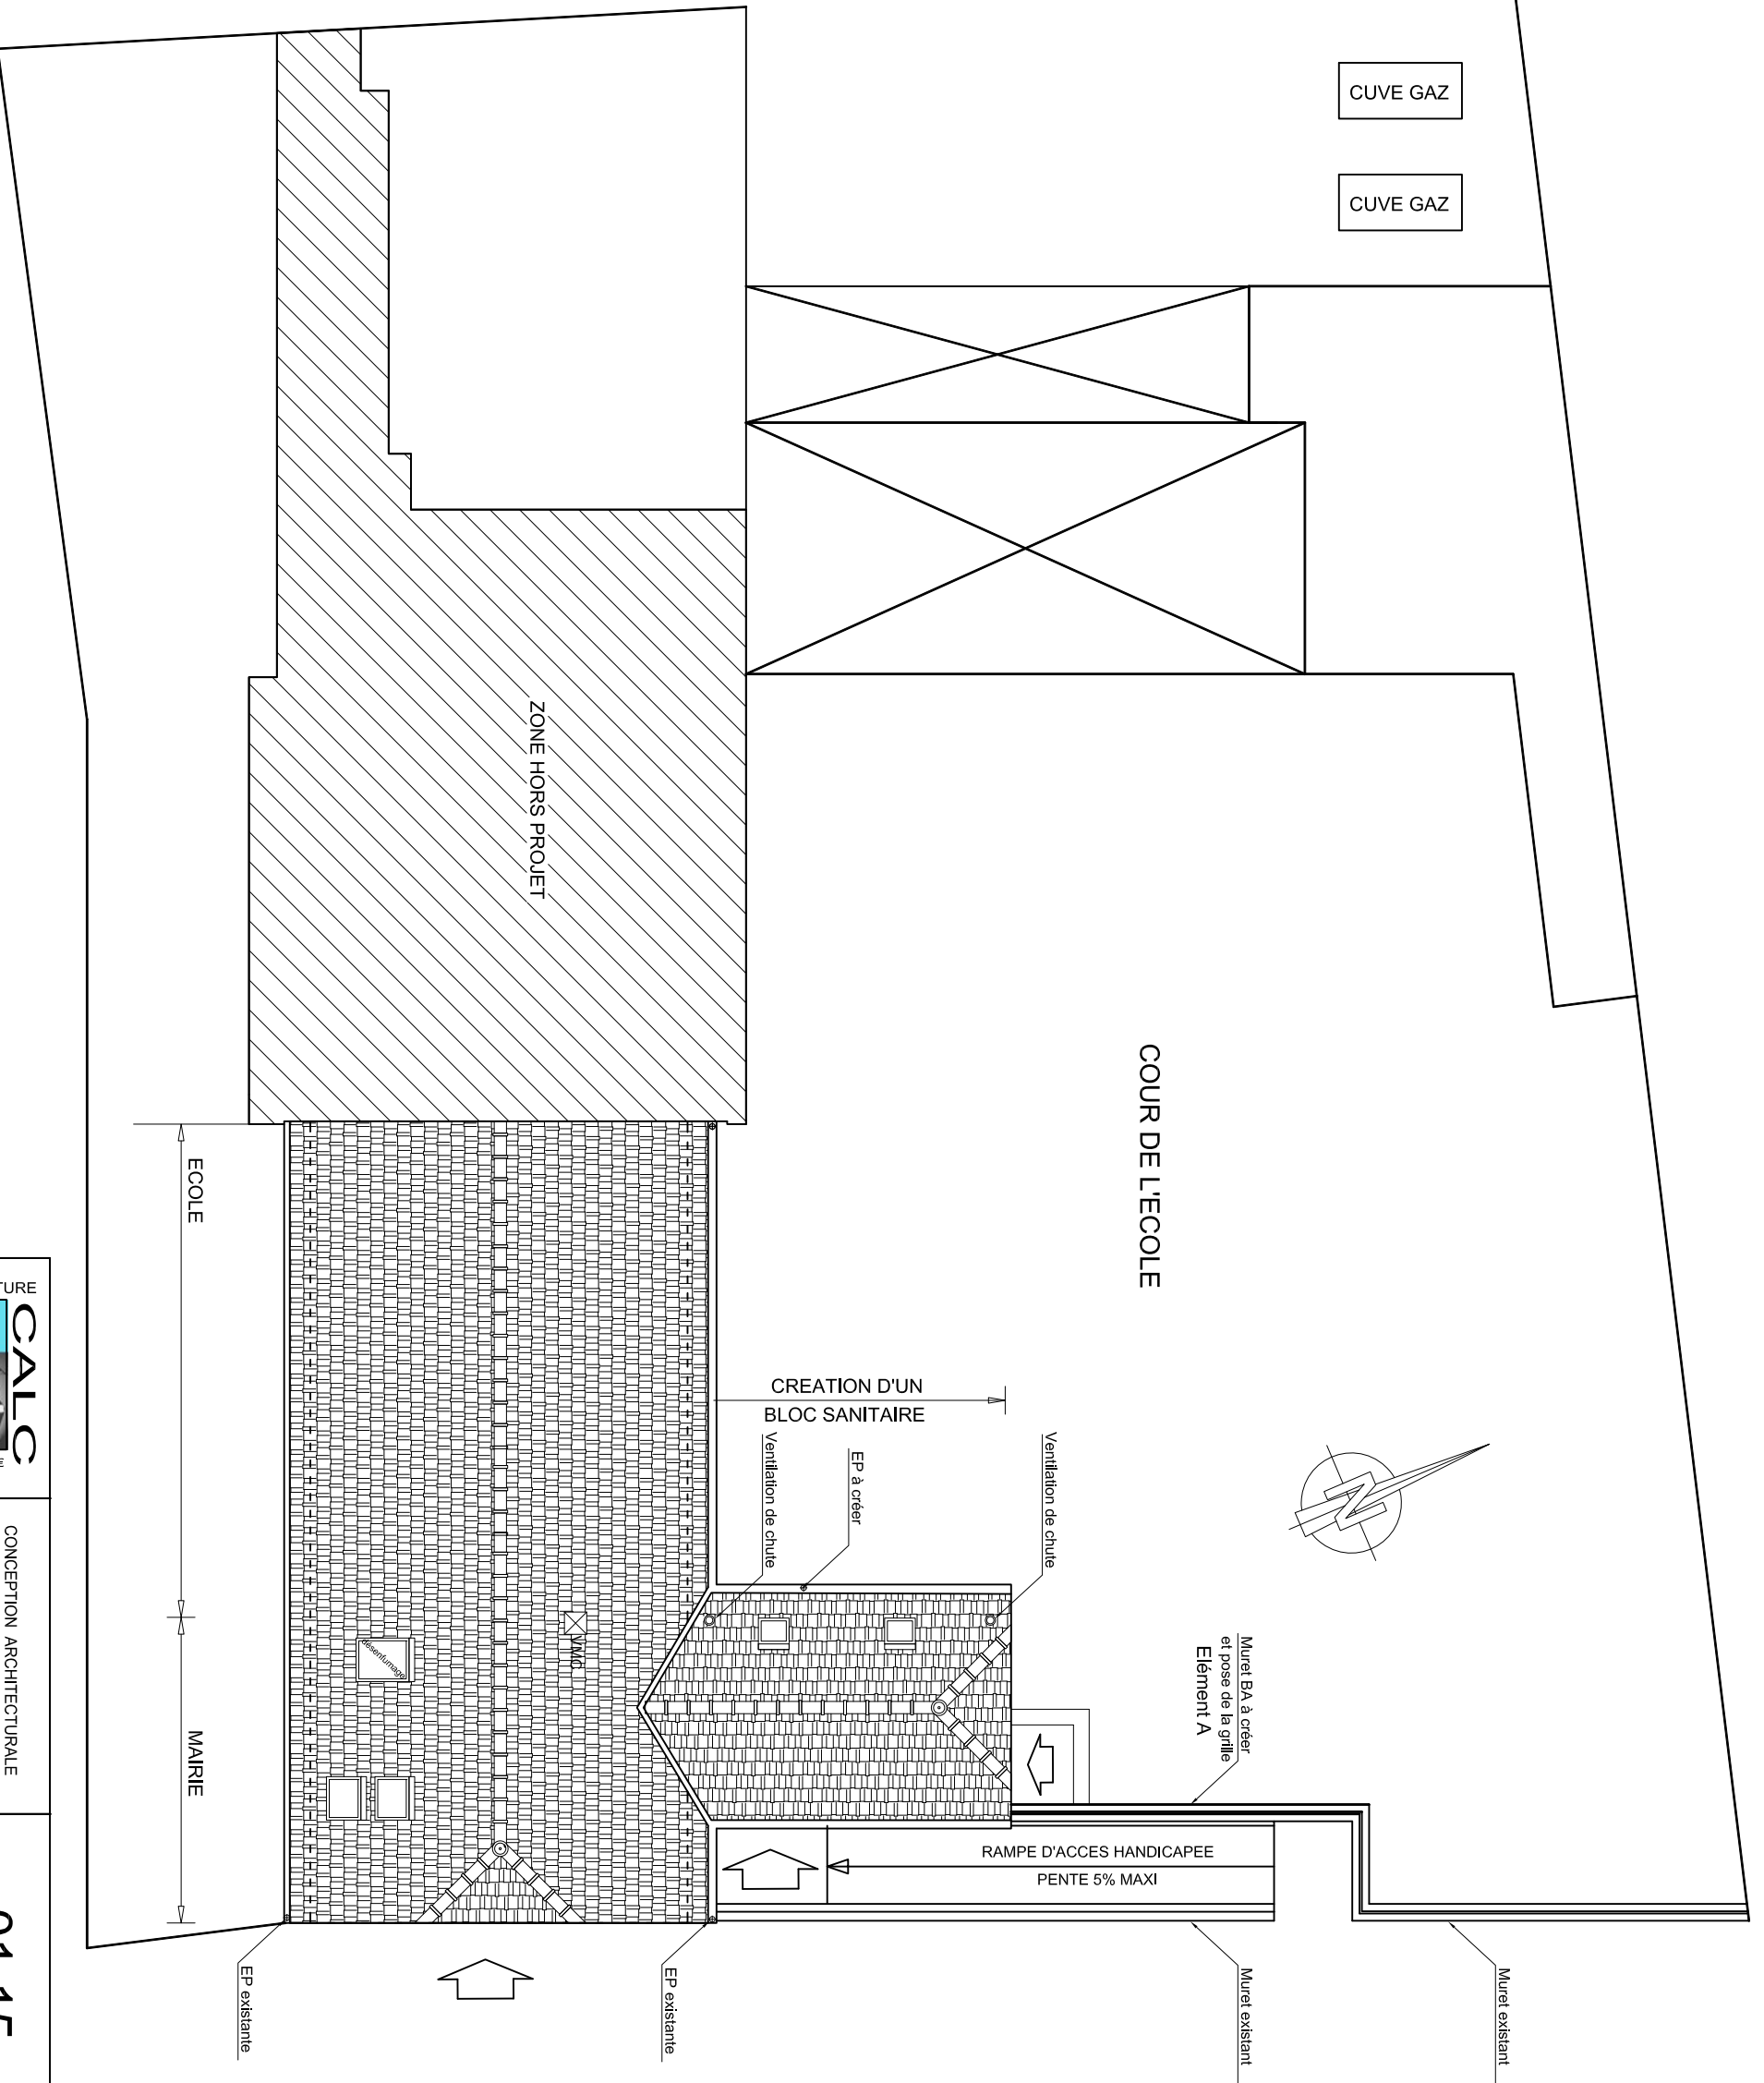 CUVE GAZ
CUVE GAZ
ZONE HORS PROJET
COUR DE L'ECOLE
CREATION D'UN
BLOC SANITAIRE
Ventilation de chute
EP à créer
Ventilation de chute
N
Muret BA à créer
et pose de la grille
Elément A
ECOLE
MAIRIE
VMC
désenfumage
RAMPE D'ACCES HANDICAPEE
PENTE 5% MAXI
EP existante
EP existante
Muret existant
Muret existant
TURE
CALC
CONCEPTION ARCHITECTURALE